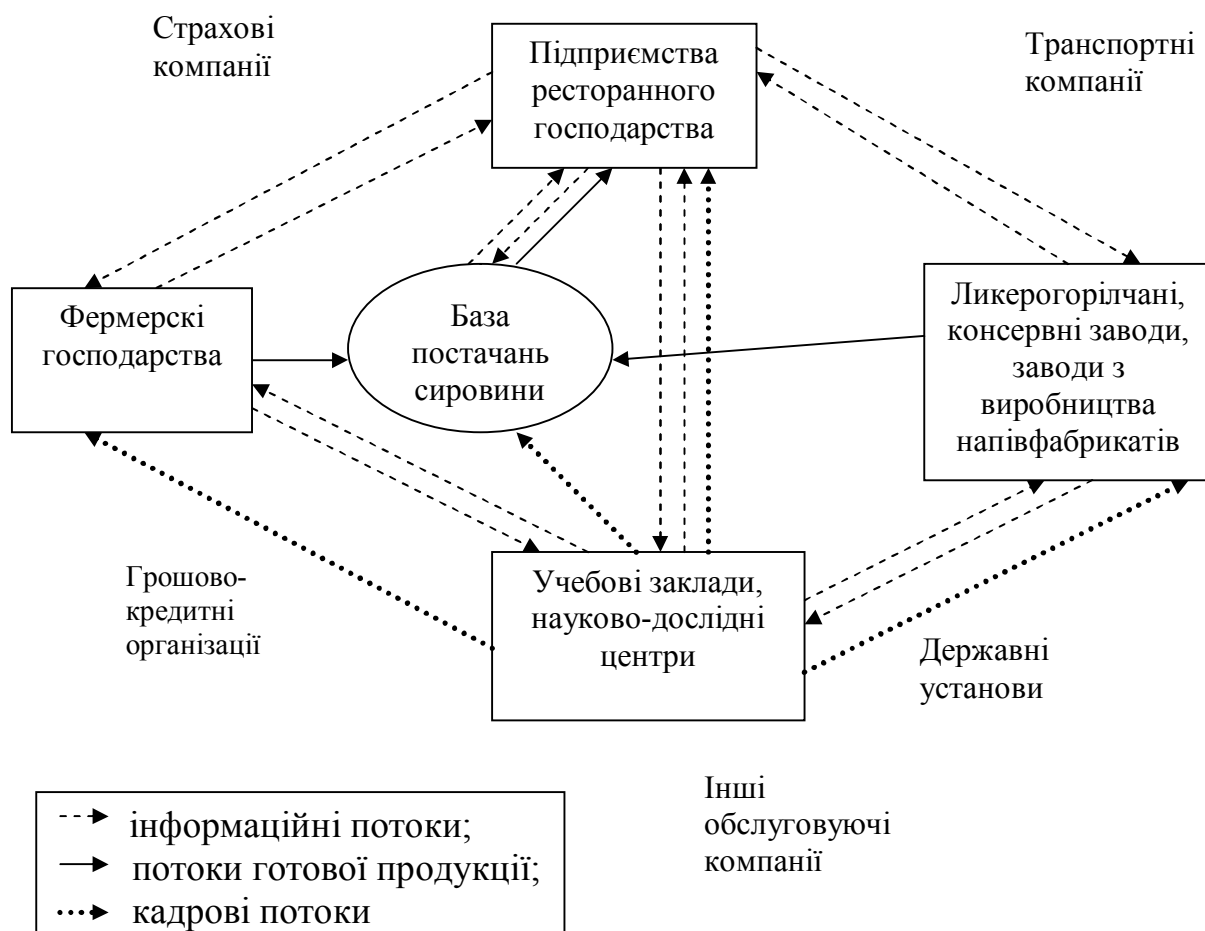 Страхові
компанії
Підприємства
ресторанного
господарства
Транспортні
компанії
Фермерскі
господарства
База
постачань
сировини
Ликерогорілчані,
консервні заводи,
заводи з
виробництва
напівфабрикатів
Грошово-
кредитні
організації
Учебові заклади,
науково-дослідні
центри
Державні
установи
Інші
обслуговуючі
компанії
інформаційні потоки;
потоки готової продукції;
кадрові потоки